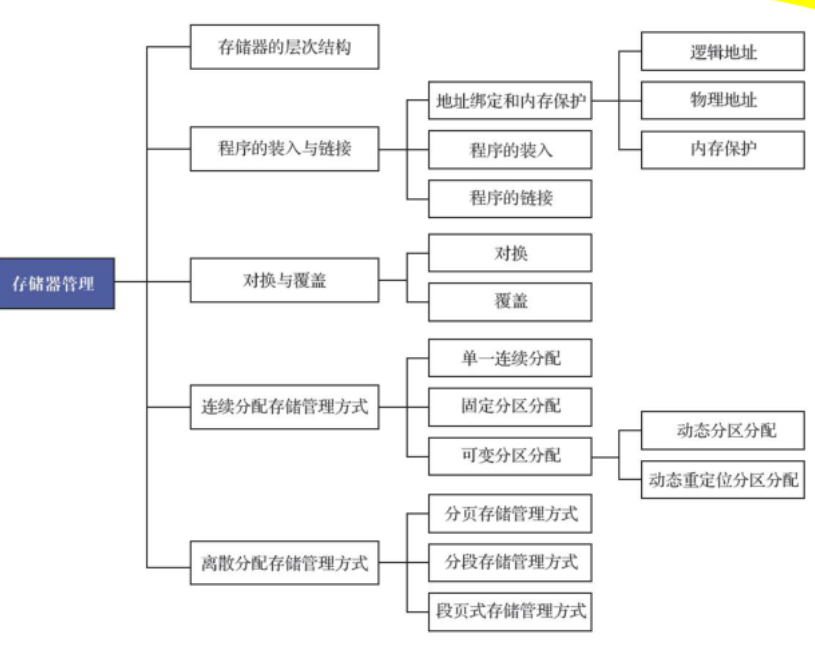 存储器管理
存储器的层次结构
程序的装入与链接
地址绑定和内存保护
逻辑地址
物理地址
内存保护
程序的装入
程序的链接
对换与覆盖
对换
覆盖
连续分配存储管理方式
单一连续分配
固定分区分配
可变分区分配
动态分区分配
动态重定位分区分配
离散分配存储管理方式
分页存储管理方式
分段存储管理方式
段页式存储管理方式